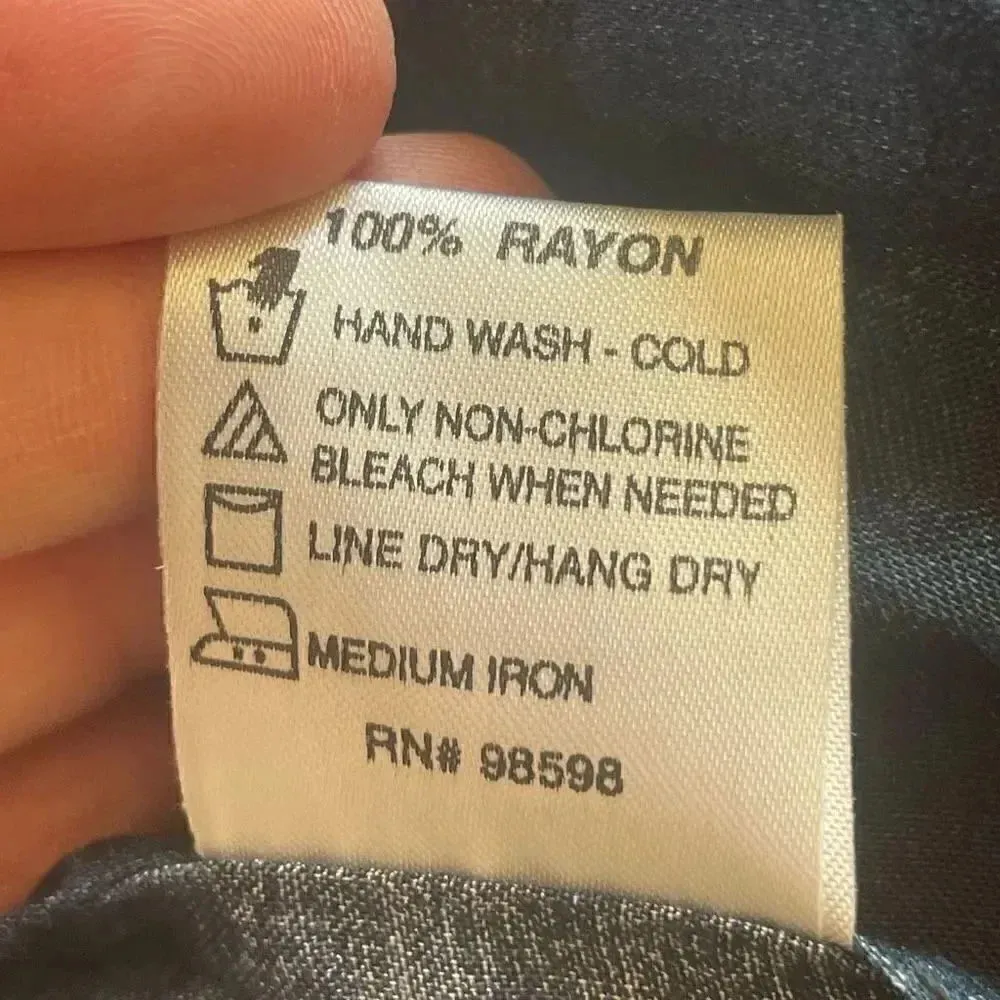 100% RAYON
HAND WASH - COLD
ONLY NON-CHLORINE
BLEACH WHEN NEEDED
LINE DRY/HANG DRY
MEDIUM IRON
RN# 98598